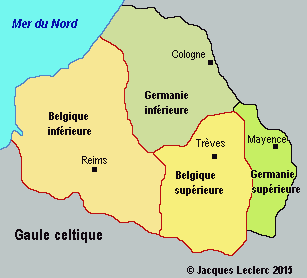 Mer du Nord
Cologne
Germanie
inférieure
Belgique
inférieure
Trèves
Mayence
Reims
Belgique
supérieure
Germanie
supérieure
Gaule celtique
© Jacques Leclerc 2015